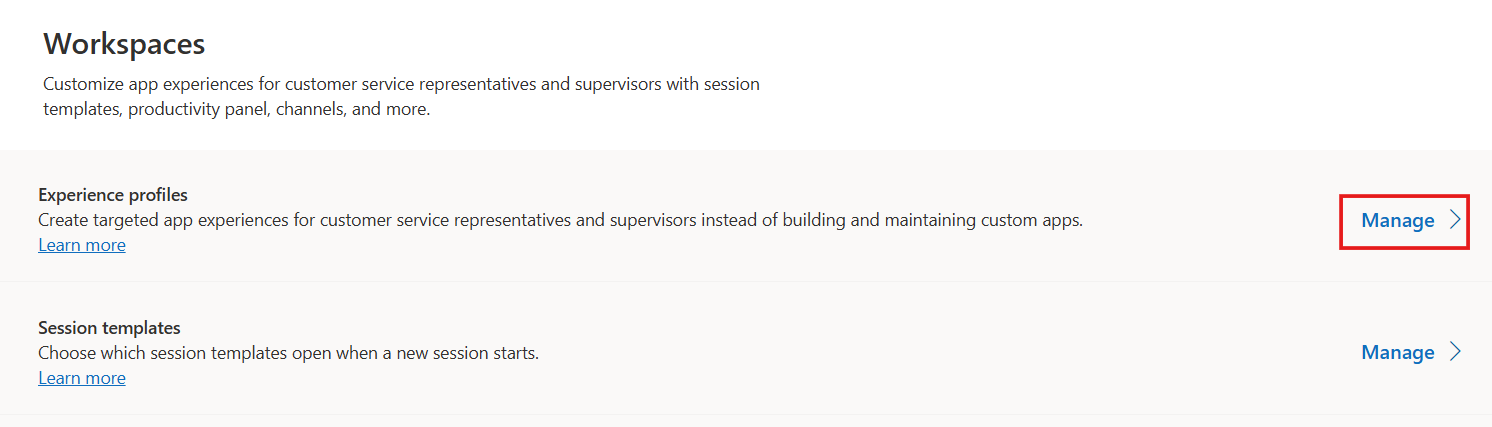 Workspaces
Customize app experiences for customer service representatives and supervisors with session
templates, productivity panel, channels, and more.
Experience profiles
Create targeted app experiences for customer service representatives and supervisors instead of building and maintaining custom apps.
Learn more
Manage
Session templates
Choose which session templates open when a new session starts.
Learn more
Manage